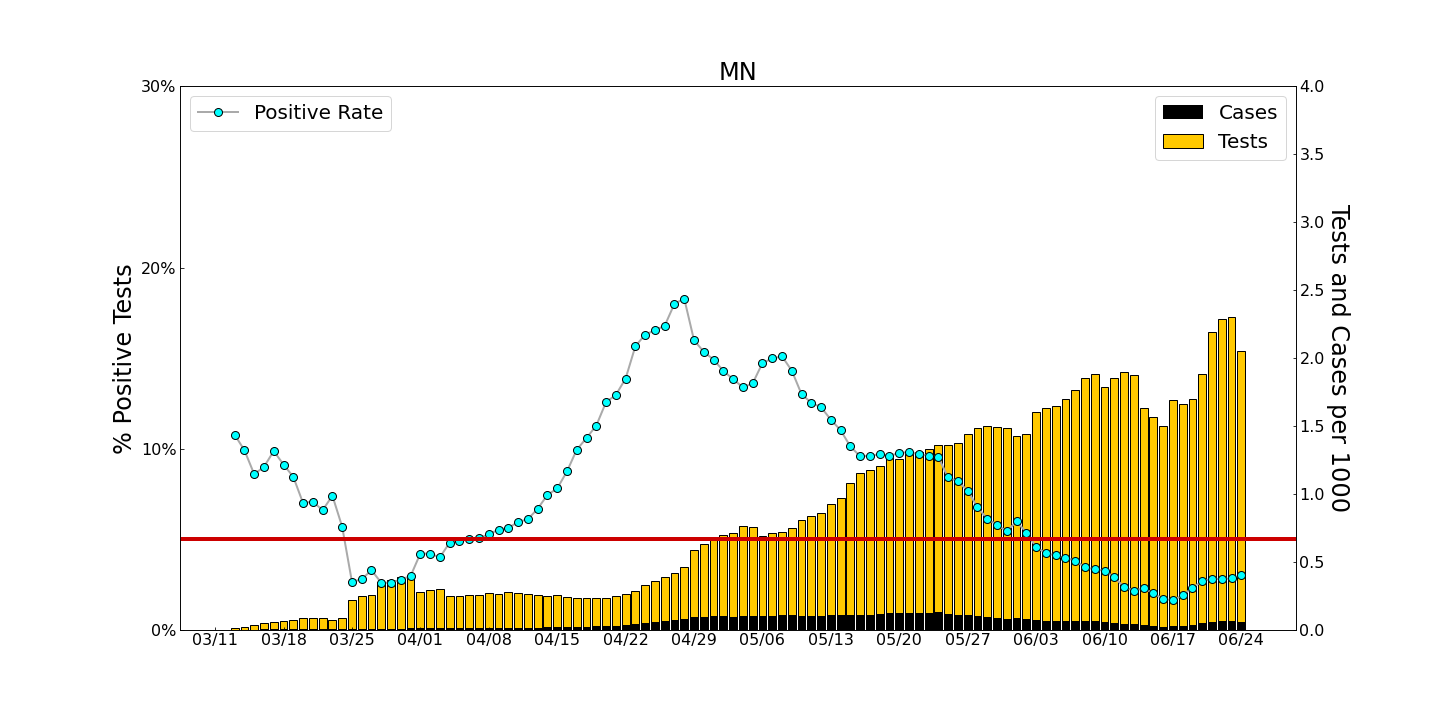 MN
30%
20%
10%
0%
% Positive Tests
Positive Rate
Cases
Tests
4.0
3.5
3.0
2.5
2.0
1.5
1.0
0.5
0.0
Tests and Cases per 1000
03/11 03/18 03/25 04/01 04/08 04/15 04/22 04/29 05/06 05/13 05/20 05/27 06/03 06/10 06/17 06/24